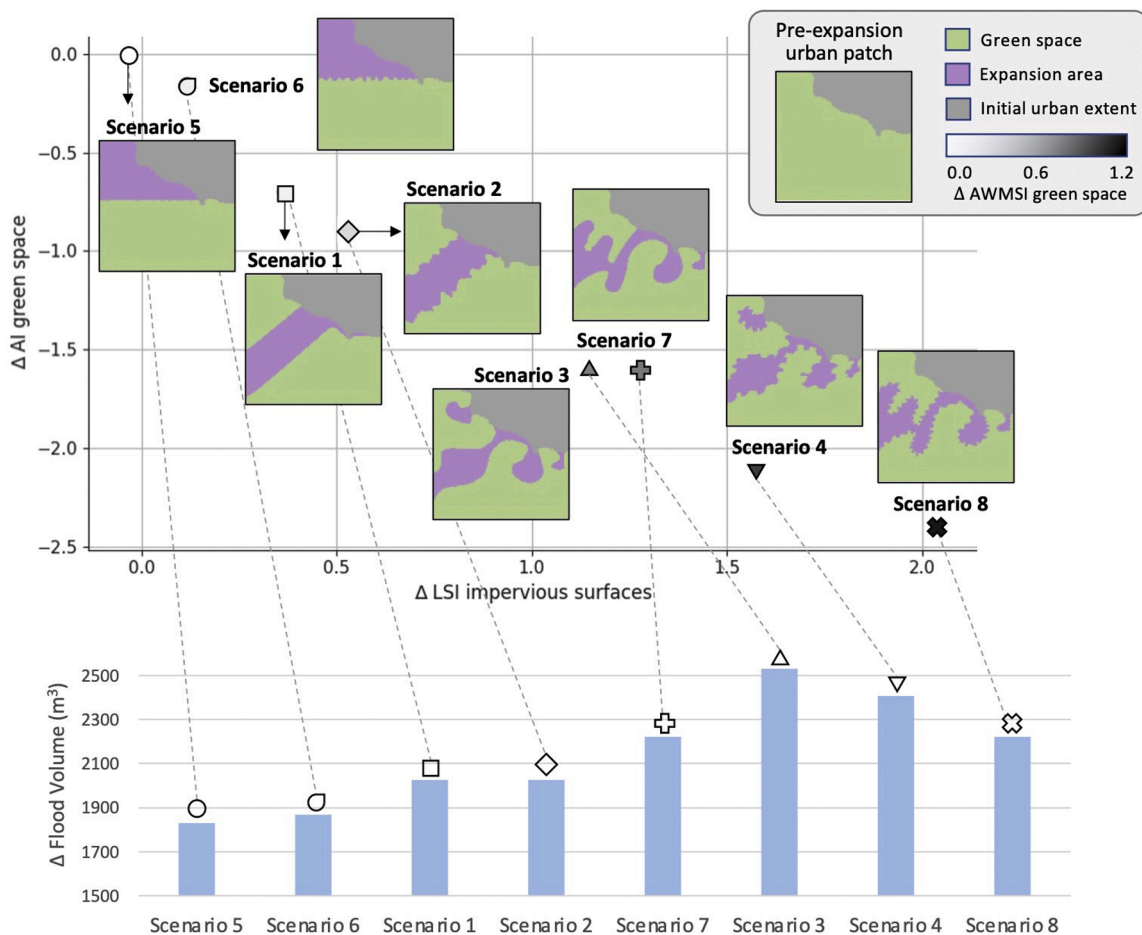 Pre-expansion
urban patch
Green space
Expansion area
Initial urban extent
0.0 0.6 1.2
Δ AWMSI green space
Δ AI green space
0.0
−0.5
−1.0
−1.5
−2.0
−2.5
Scenario 6
Scenario 5
Scenario 2
Scenario 1
Scenario 7
Scenario 3
Scenario 4
Scenario 8
0.0 0.5 1.0 1.5 2.0
Δ LSI impervious surfaces
Δ Flood Volume (m³)
2500
2300
2100
1900
1700
1500
Scenario 5 Scenario 6 Scenario 1 Scenario 2 Scenario 7 Scenario 3 Scenario 4 Scenario 8